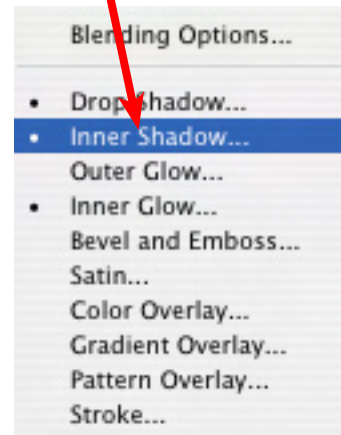 Blending Options...
• Drop Shadow...
• Inner Shadow...
Outer Glow...
• Inner Glow...
Bevel and Emboss...
Satin...
Color Overlay...
Gradient Overlay...
Pattern Overlay...
Stroke...